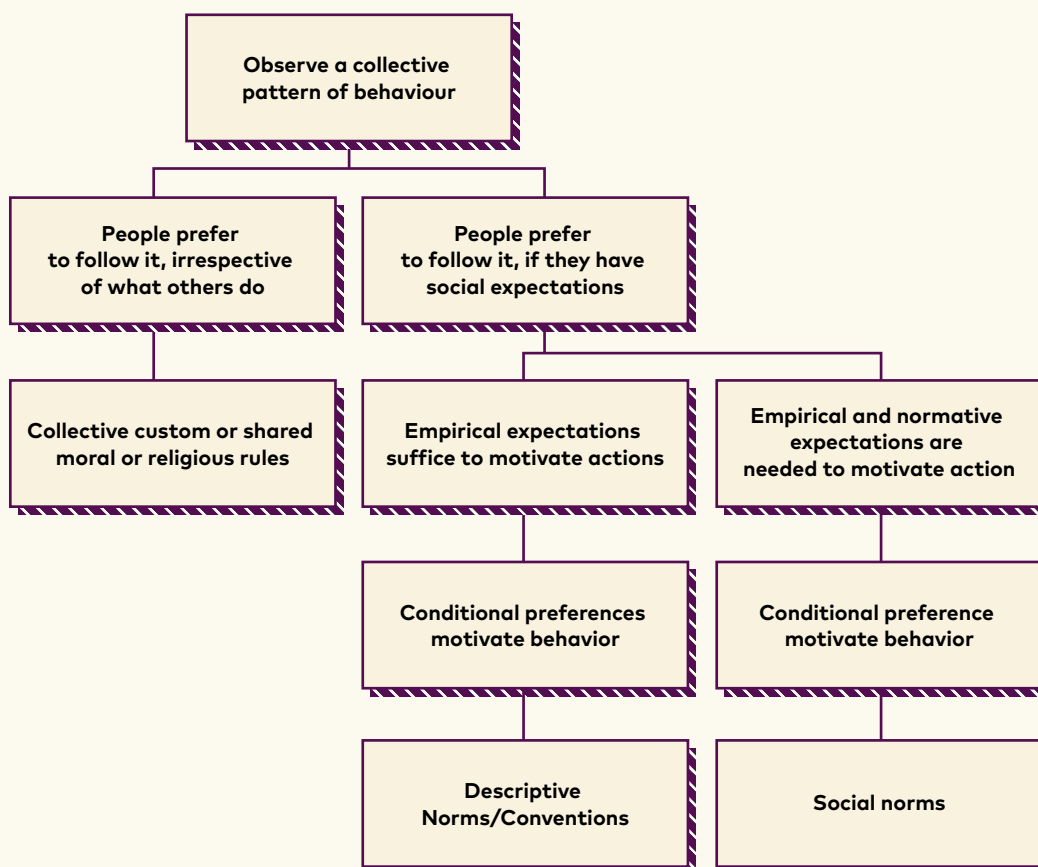 Observe a collective
pattern of behaviour
People prefer
to follow it, irrespective
of what others do
People prefer
to follow it, if they have
social expectations
Collective custom or shared
moral or religious rules
Empirical expectations
suffice to motivate actions
Empirical and normative
expectations are
needed to motivate action
Conditional preferences
motivate behavior
Conditional preference
motivate behavior
Descriptive
Norms/Conventions
Social norms